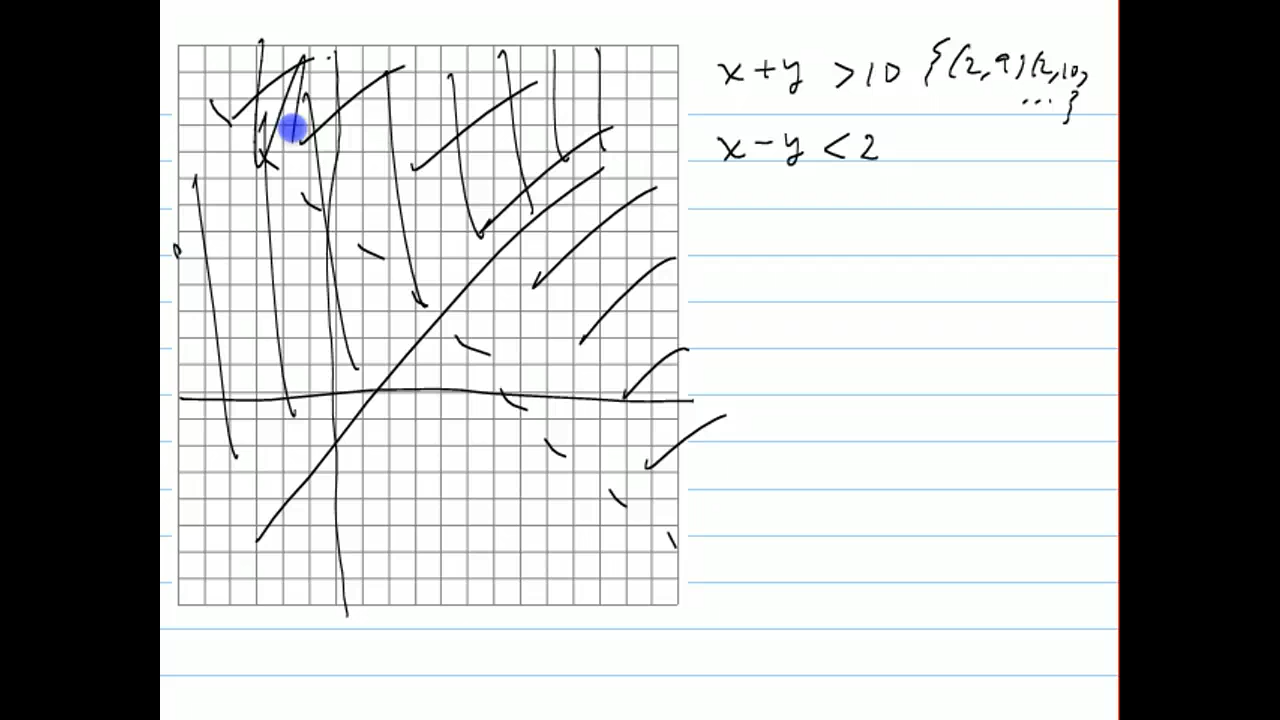 x + y > 10 {(2,9)(2,10)
... }
x - y < 2